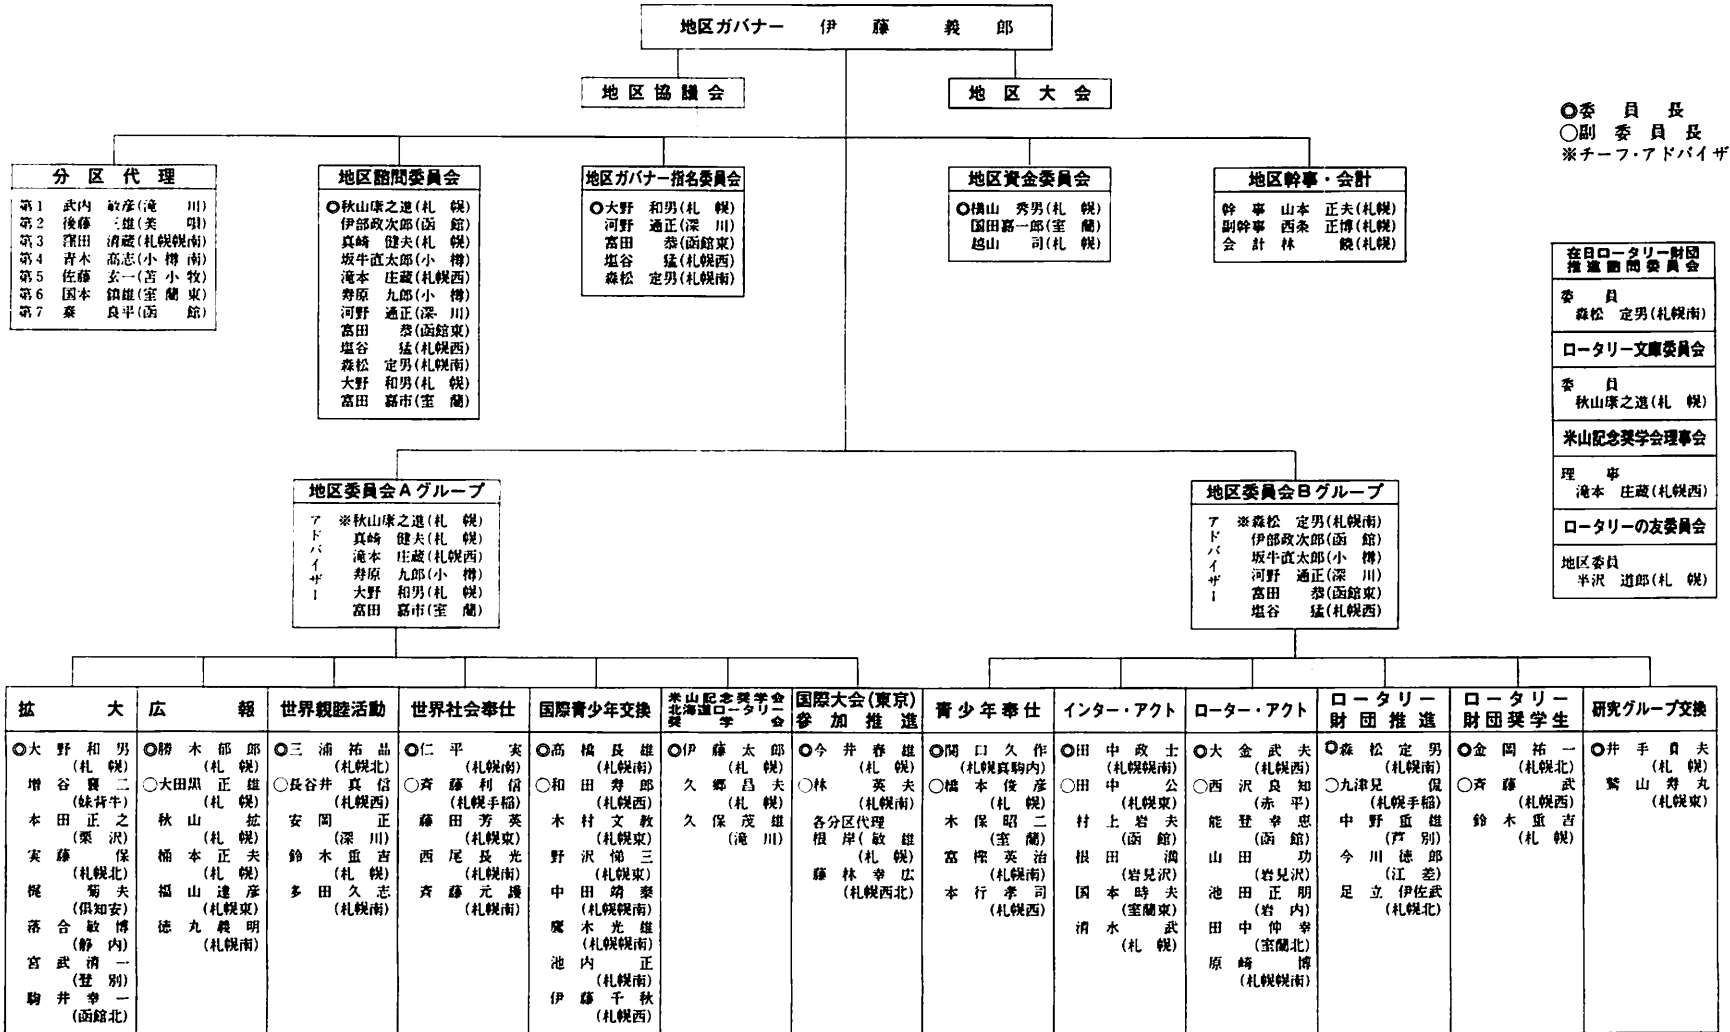 地区ガバナー 伊藤義郎
地区協議会
地区大会
◎委員長
○副委員長
※チーフ・アドバイザ
分区代理
第1 武内 敏彦(滝川)
第2 後藤 三雄(美唄)
第3 窪田 清蔵(札幌幌南)
第4 青木 高志(小樽南)
第5 佐藤 玄一(苫小牧)
第6 国本 鎮雄(室蘭東)
第7 秦 良平(函館)
地区諮問委員会
◎秋山康之進(札幌)
伊部政次郎(函館)
真崎 健夫(札幌)
坂牛直太郎(小樽)
滝本 庄蔵(札幌西)
寿原 九郎(小樽)
河野 通正(深川)
富田 恭(函館東)
塩谷 猛(札幌西)
森松 定男(札幌南)
大野 和男(札幌)
富田 嘉市(室蘭)
地区ガバナー指名委員会
◎大野 和男(札幌)
河野 通正(深川)
富田 恭(函館東)
塩谷 猛(札幌西)
森松 定男(札幌南)
地区資金委員会
◎横山 秀男(札幌)
国田嘉一郎(室蘭)
越山 司(札幌)
地区幹事・会計
幹事 山本 正夫(札幌)
副幹事 西条 正博(札幌)
会計 林 饒(札幌)
在日ロータリー財団
推進諮問委員会
委員
森松 定男(札幌南)
ロータリー文庫委員会
委員
秋山康之進(札幌)
米山記念奨学会理事会
理事
滝本 庄蔵(札幌西)
ロータリーの友委員会
地区委員
半沢 道郎(札幌)
地区委員会Aグループ
アドバイザー
※秋山康之進(札幌)
真崎 健夫(札幌)
滝本 庄蔵(札幌西)
寿原 九郎(小樽)
大野 和男(札幌)
富田 嘉市(室蘭)
地区委員会Bグループ
アドバイザー
※森松 定男(札幌南)
伊部政次郎(函館)
坂牛直太郎(小樽)
河野 通正(深川)
富田 恭(函館東)
塩谷 猛(札幌西)
拡大
◎大野和男
(札幌)
増谷襄二
(妹背牛)
本田正之
(栗沢)
実藤保
(札幌北)
梶菊夫
(倶知安)
落合敏博
(静内)
宮武清一
(登別)
駒井幸一
(函館北)
広報
◎勝木郁郎
(札幌)
○大田黒正雄
(札幌)
秋山拡
(札幌)
桶本正夫
(札幌)
福山達彦
(札幌東)
徳丸義明
(札幌南)
世界親睦活動
◎三浦祐晶
(札幌北)
○長谷井真信
(札幌西)
安岡正
(深川)
鈴木重吉
(札幌)
多田久志
(札幌南)
世界社会奉仕
◎仁平実
(札幌南)
○斉藤利信
(札幌手稲)
藤田芳英
(札幌東)
西尾長光
(札幌南)
斉藤元護
(札幌南)
国際青少年交換
◎高橋長雄
(札幌南)
○和田寿郎
(札幌西)
木村文教
(札幌東)
野沢悌三
(札幌東)
中田靖泰
(札幌幌南)
鷹木光雄
(札幌幌南)
池内正
(札幌南)
伊藤千秋
(札幌西)
米山記念奨学会
北海道ロータリー
奨学会
◎伊藤太郎
(札幌)
久郷昌夫
(札幌)
久保茂雄
(滝川)
国際大会(東京)
参加推進
◎今井春雄
(札幌)
○林英夫
(札幌南)
各分区代理
根岸(敏雄
(札幌)
藤林幸広
(札幌西北)
青少年奉仕
◎関口久作
(札幌真駒内)
○橋本俊彦
(札幌)
木保昭二
(室蘭)
富樫英治
(札幌南)
本行孝司
(札幌西)
インター・アクト
◎田中政士
(札幌幌南)
○田中公
(札幌東)
村上岩夫
(函館)
根田満
(岩見沢)
国本時夫
(室蘭東)
清水武
(札幌)
ローター・アクト
◎大金武夫
(札幌西)
○西沢良知
(赤平)
能登幸恵
(函館)
山田功
(岩見沢)
池田正朋
(岩内)
田中仲幸
(室蘭北)
原崎博
(札幌幌南)
ロータリー
財団推進
◎森松定男
(札幌南)
○九津見侃
(札幌手稲)
中野重雄
(芦別)
今川徳郎
(江差)
足立伊佐武
(札幌北)
ロータリー
財団奨学生
◎金岡祐一
(札幌北)
○斉藤武
(札幌西)
鈴木重吉
(札幌)
研究グループ交換
◎井手貞夫
(札幌)
鷲山寿丸
(札幌東)